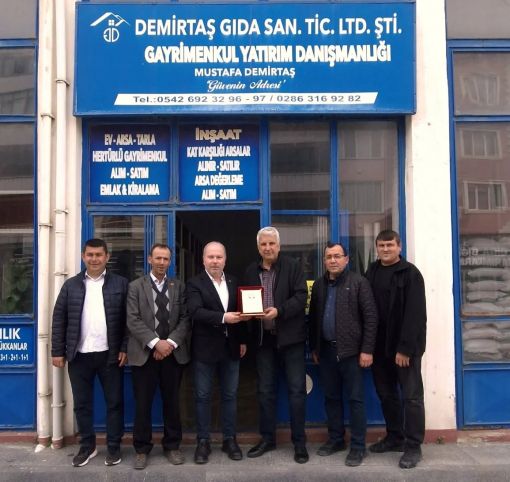 DEMİRTAŞ GIDA SAN. TİC. LTD. ŞTİ.
GAYRİMENKUL YATIRIM DANIŞMANLIĞI
MUSTAFA DEMİRTAŞ
'Güvenin Adresi'
Tel.:0542 692 32 96 - 97 / 0286 316 92 82
EV - ARSA - TARLA
HERTÜRLÜ GAYRİMENKUL
ALIM - SATIM
EMLAK & KİRALAMA
İNŞAAT
KAT KARŞILIĞI ARSALAR
ALINIR - SATILIR
ARSA DEĞERLEME
ALIM - SATIM